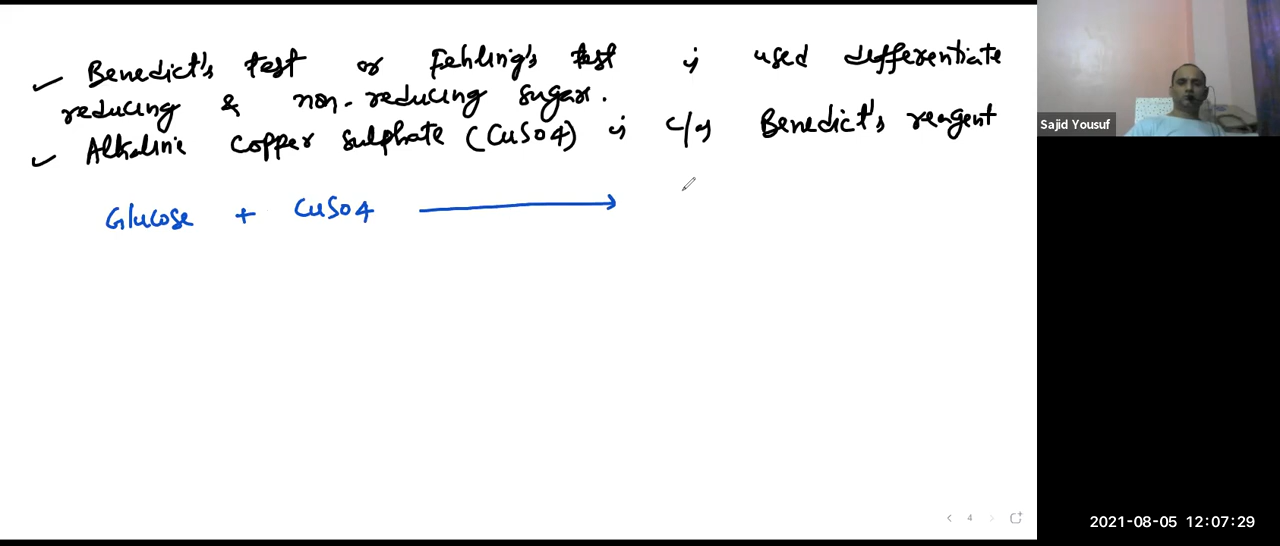 Benedict's test or Fehling's test is used differentiate
reducing & non-reducing sugar.
Alkaline copper sulphate (CuSO4) is c/as Benedict's reagent
Glucose + CuSO4
Sajid Yousuf
4
2021-08-05 12:07:29